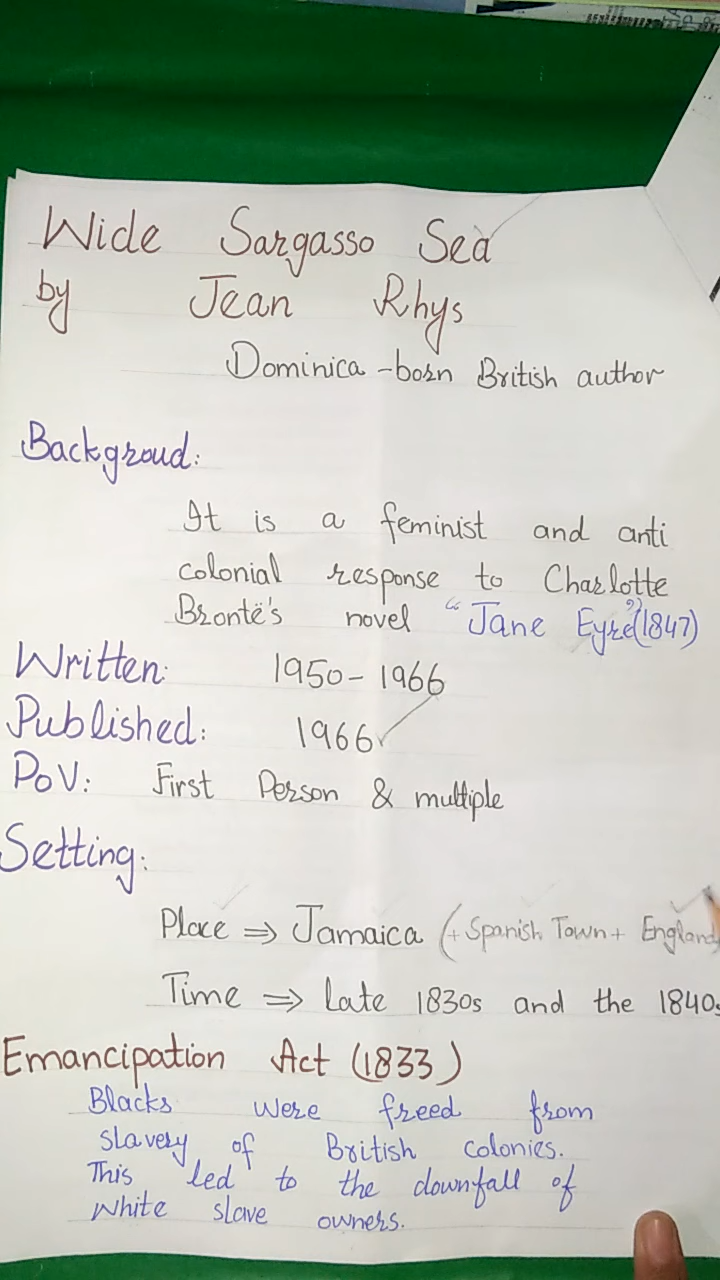 Wide Sargasso Sea
by Jean Rhys
Dominica-born British author
Backgroud:
It is a feminist and anti
colonial response to Charlotte
Brontë's novel "Jane Eyre"(1847)
Written: 1950-1966
Published: 1966✓
PoV: First Person & multiple
Setting:
Place ⇒ Jamaica (+ Spanish Town + England
Time ⇒ Late 1830s and the 1840s
Emancipation Act (1833)
Blacks were freed from
slavery of British colonies.
This led to the downfall of
White slave owners.